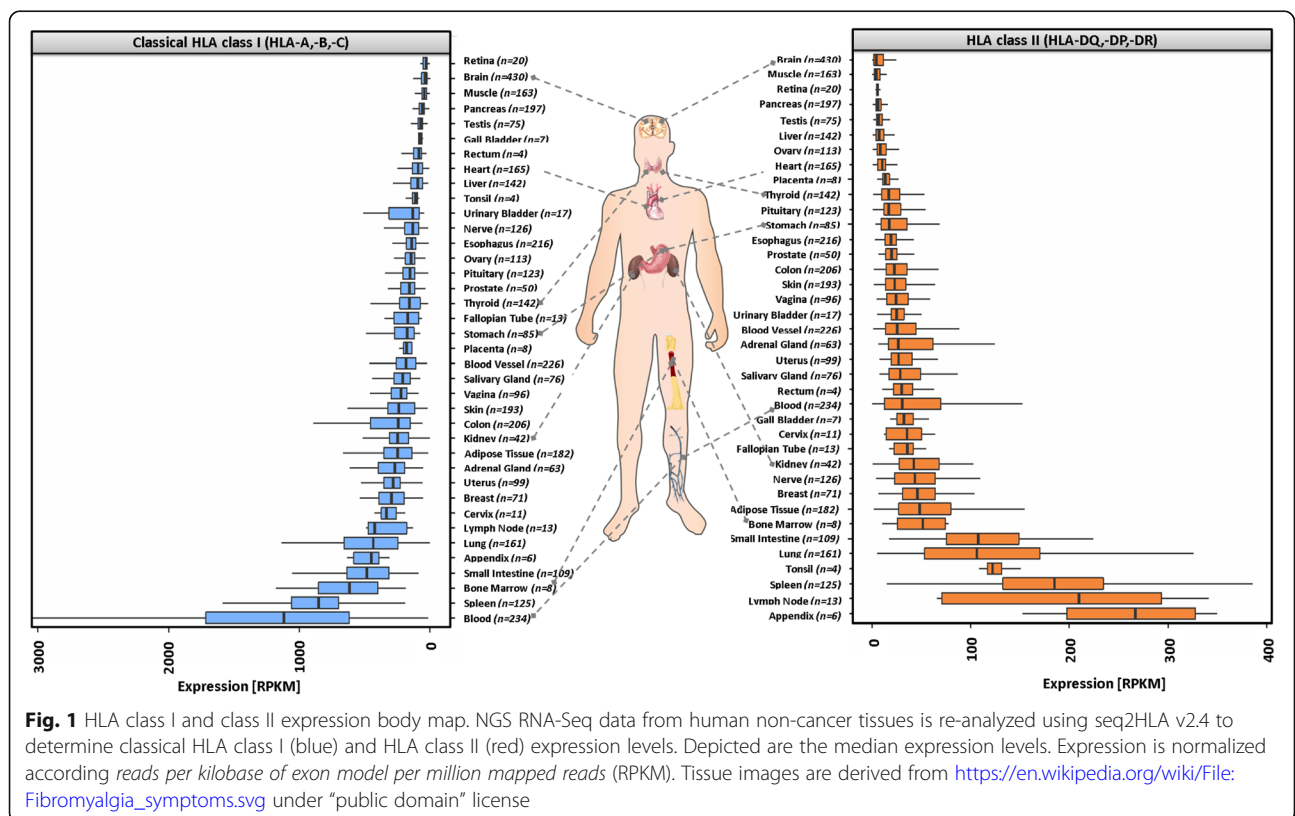 Classical HLA class I (HLA-A,-B,-C)
Retina (n=20)
Brain (n=430)
Muscle (n=163)
Pancreas (n=197)
Testis (n=75)
Gall Bladder (n=7)
Rectum (n=4)
Heart (n=165)
Liver (n=142)
Tonsil (n=4)
Urinary Bladder (n=17)
Nerve (n=126)
Esophagus (n=216)
Ovary (n=113)
Pituitary (n=123)
Prostate (n=50)
Thyroid (n=142)
Fallopian Tube (n=13)
Stomach (n=85)
Placenta (n=8)
Blood Vessel (n=226)
Salivary Gland (n=76)
Vagina (n=96)
Skin (n=193)
Colon (n=206)
Kidney (n=42)
Adipose Tissue (n=182)
Adrenal Gland (n=63)
Uterus (n=99)
Breast (n=71)
Cervix (n=11)
Lymph Node (n=13)
Lung (n=161)
Appendix (n=6)
Small Intestine (n=109)
Bone Marrow (n=8)
Spleen (n=125)
Blood (n=234)
3000
2000
1000
0
Expression [RPKM]
HLA class II (HLA-DQ,-DP,-DR)
Brain (n=430)
Muscle (n=163)
Retina (n=20)
Pancreas (n=197)
Testis (n=75)
Liver (n=142)
Ovary (n=113)
Heart (n=165)
Placenta (n=8)
Thyroid (n=142)
Pituitary (n=123)
Stomach (n=85)
Esophagus (n=216)
Prostate (n=50)
Colon (n=206)
Skin (n=193)
Vagina (n=96)
Urinary Bladder (n=17)
Blood Vessel (n=226)
Adrenal Gland (n=63)
Uterus (n=99)
Salivary Gland (n=76)
Rectum (n=4)
Blood (n=234)
Gall Bladder (n=7)
Cervix (n=11)
Fallopian Tube (n=13)
Kidney (n=42)
Nerve (n=126)
Breast (n=71)
Adipose Tissue (n=182)
Bone Marrow (n=8)
Small Intestine (n=109)
Lung (n=161)
Tonsil (n=4)
Spleen (n=125)
Lymph Node (n=13)
Appendix (n=6)
0
100
200
300
400
Expression [RPKM]
Fig. 1 HLA class I and class II expression body map. NGS RNA-Seq data from human non-cancer tissues is re-analyzed using seq2HLA v2.4 to
determine classical HLA class I (blue) and HLA class II (red) expression levels. Depicted are the median expression levels. Expression is normalized
according reads per kilobase of exon model per million mapped reads (RPKM). Tissue images are derived from https://en.wikipedia.org/wiki/File:
Fibromyalgia_symptoms.svg under “public domain” license